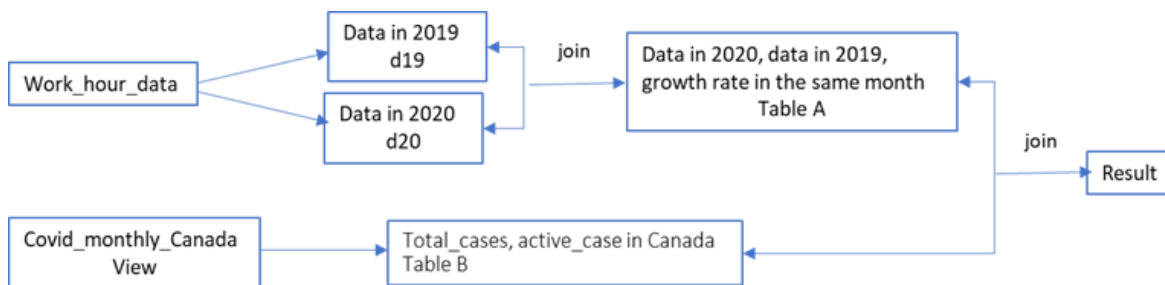 Work_hour_data
Data in 2019
d19
Data in 2020
d20
join
Data in 2020, data in 2019,
growth rate in the same month
Table A
join
Result
Covid_monthly_Canada
View
Total_cases, active_case in Canada
Table B